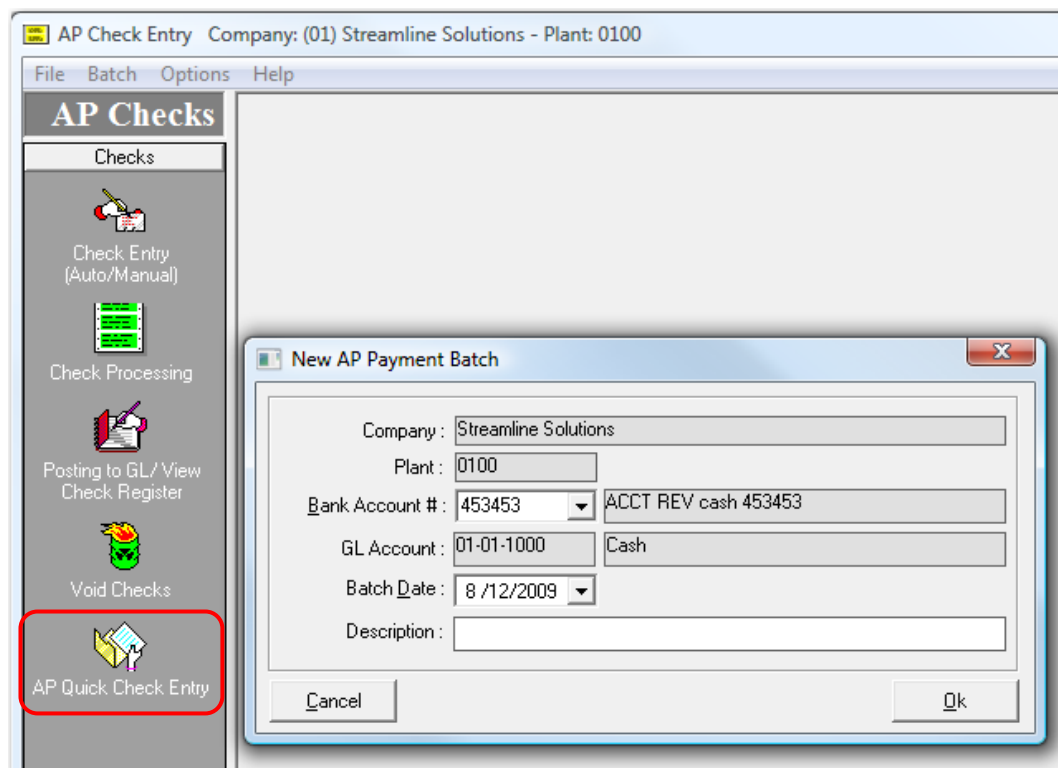 AP Check Entry Company: (01) Streamline Solutions - Plant: 0100
File Batch Options Help
AP Checks
Checks
Check Entry
(Auto/Manual)
Check Processing
Posting to GL/ View
Check Register
Void Checks
AP Quick Check Entry
New AP Payment Batch
Company : Streamline Solutions
Plant : 0100
Bank Account # : 453453 ACCT REV cash 453453
GL Account : 01-01-1000 Cash
Batch Date : 8 /12/2009
Description :
Cancel Ok